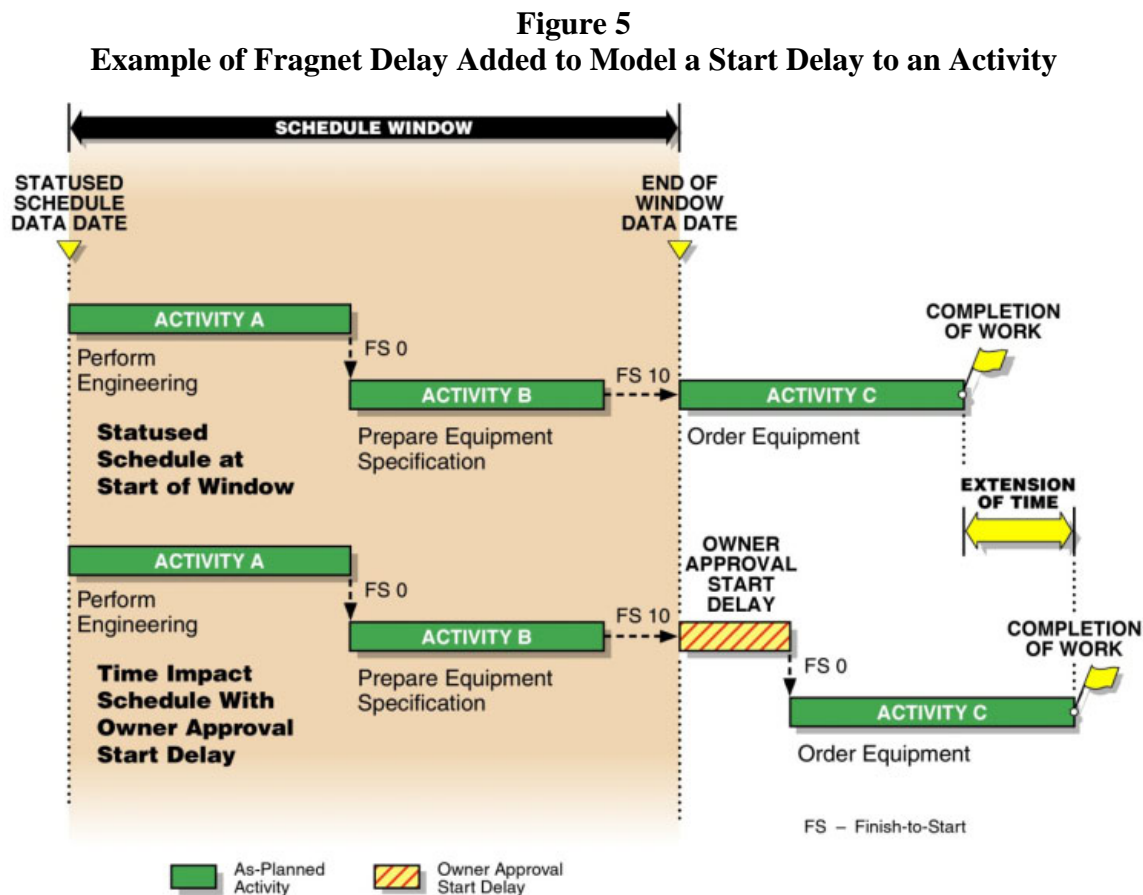 Figure 5
Example of Fragnet Delay Added to Model a Start Delay to an Activity
SCHEDULE WINDOW
STATUSED
SCHEDULE
DATA DATE
END OF
WINDOW
DATA DATE
ACTIVITY A
Perform
Engineering
FS 0
ACTIVITY B
Prepare Equipment
Specification
FS 10
ACTIVITY C
Order Equipment
COMPLETION
OF WORK
Statused
Schedule at
Start of Window
EXTENSION
OF TIME
ACTIVITY A
Perform
Engineering
FS 0
ACTIVITY B
Prepare Equipment
Specification
FS 10
OWNER
APPROVAL
START
DELAY
FS 0
ACTIVITY C
Order Equipment
COMPLETION
OF WORK
Time Impact
Schedule With
Owner Approval
Start Delay
FS – Finish-to-Start
As-Planned
Activity
Owner Approval
Start Delay